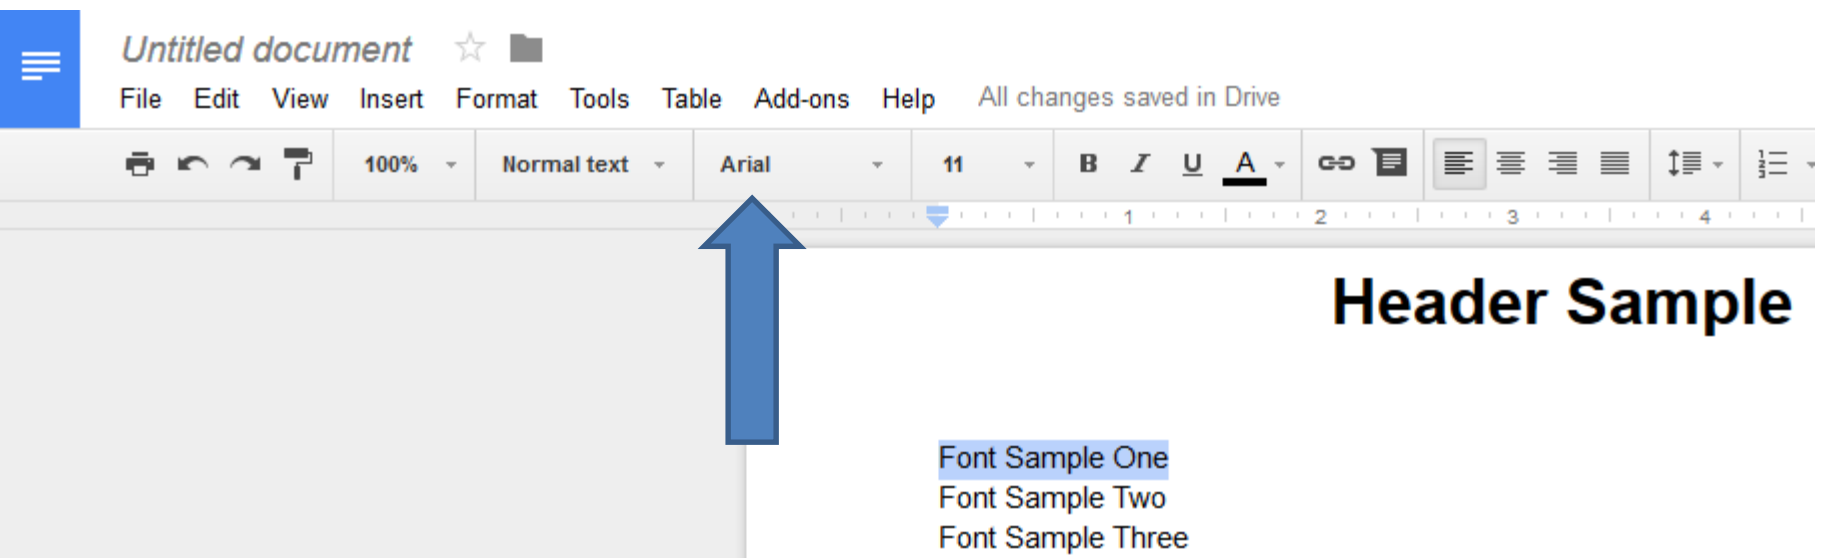 Untitled document
File Edit View Insert Format Tools Table Add-ons Help All changes saved in Drive
100% Normal text Arial 11 B I U A
1 2 3 4
Header Sample
Font Sample One
Font Sample Two
Font Sample Three